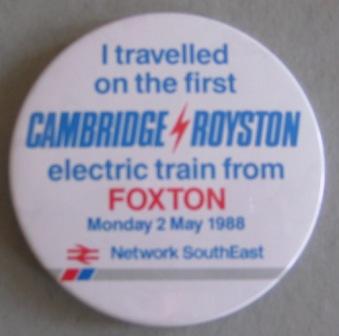 I travelled
on the first
CAMBRIDGE ROYSTON
electric train from
FOXTON
Monday 2 May 1988
Network SouthEast